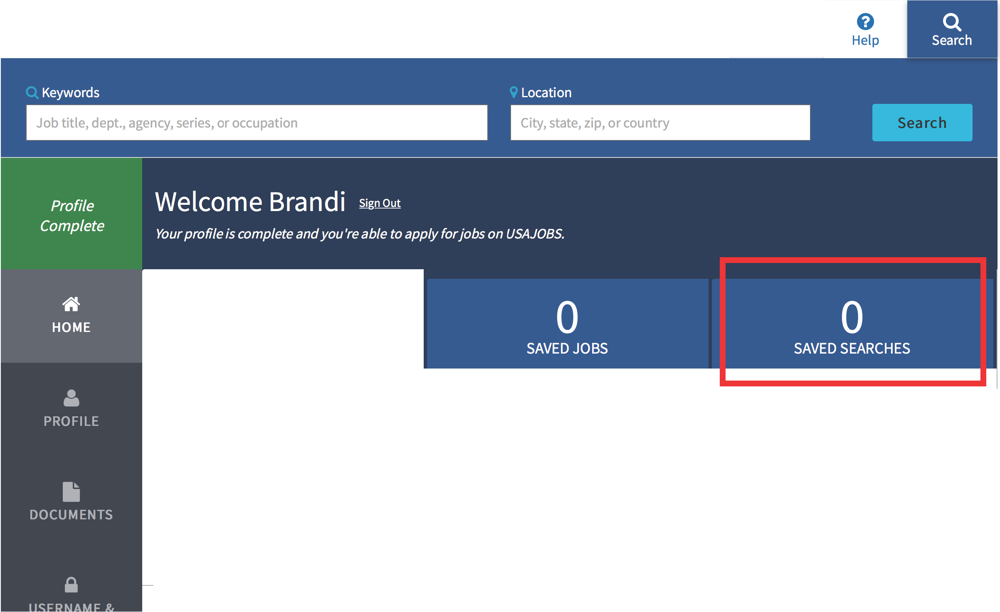 Help
Search
Keywords
Location
Job title, dept., agency, series, or occupation
City, state, zip, or country
Search
Profile
Complete
Welcome Brandi Sign Out
Your profile is complete and you're able to apply for jobs on USAJOBS.
HOME
0
SAVED JOBS
0
SAVED SEARCHES
PROFILE
DOCUMENTS
USERNAME &